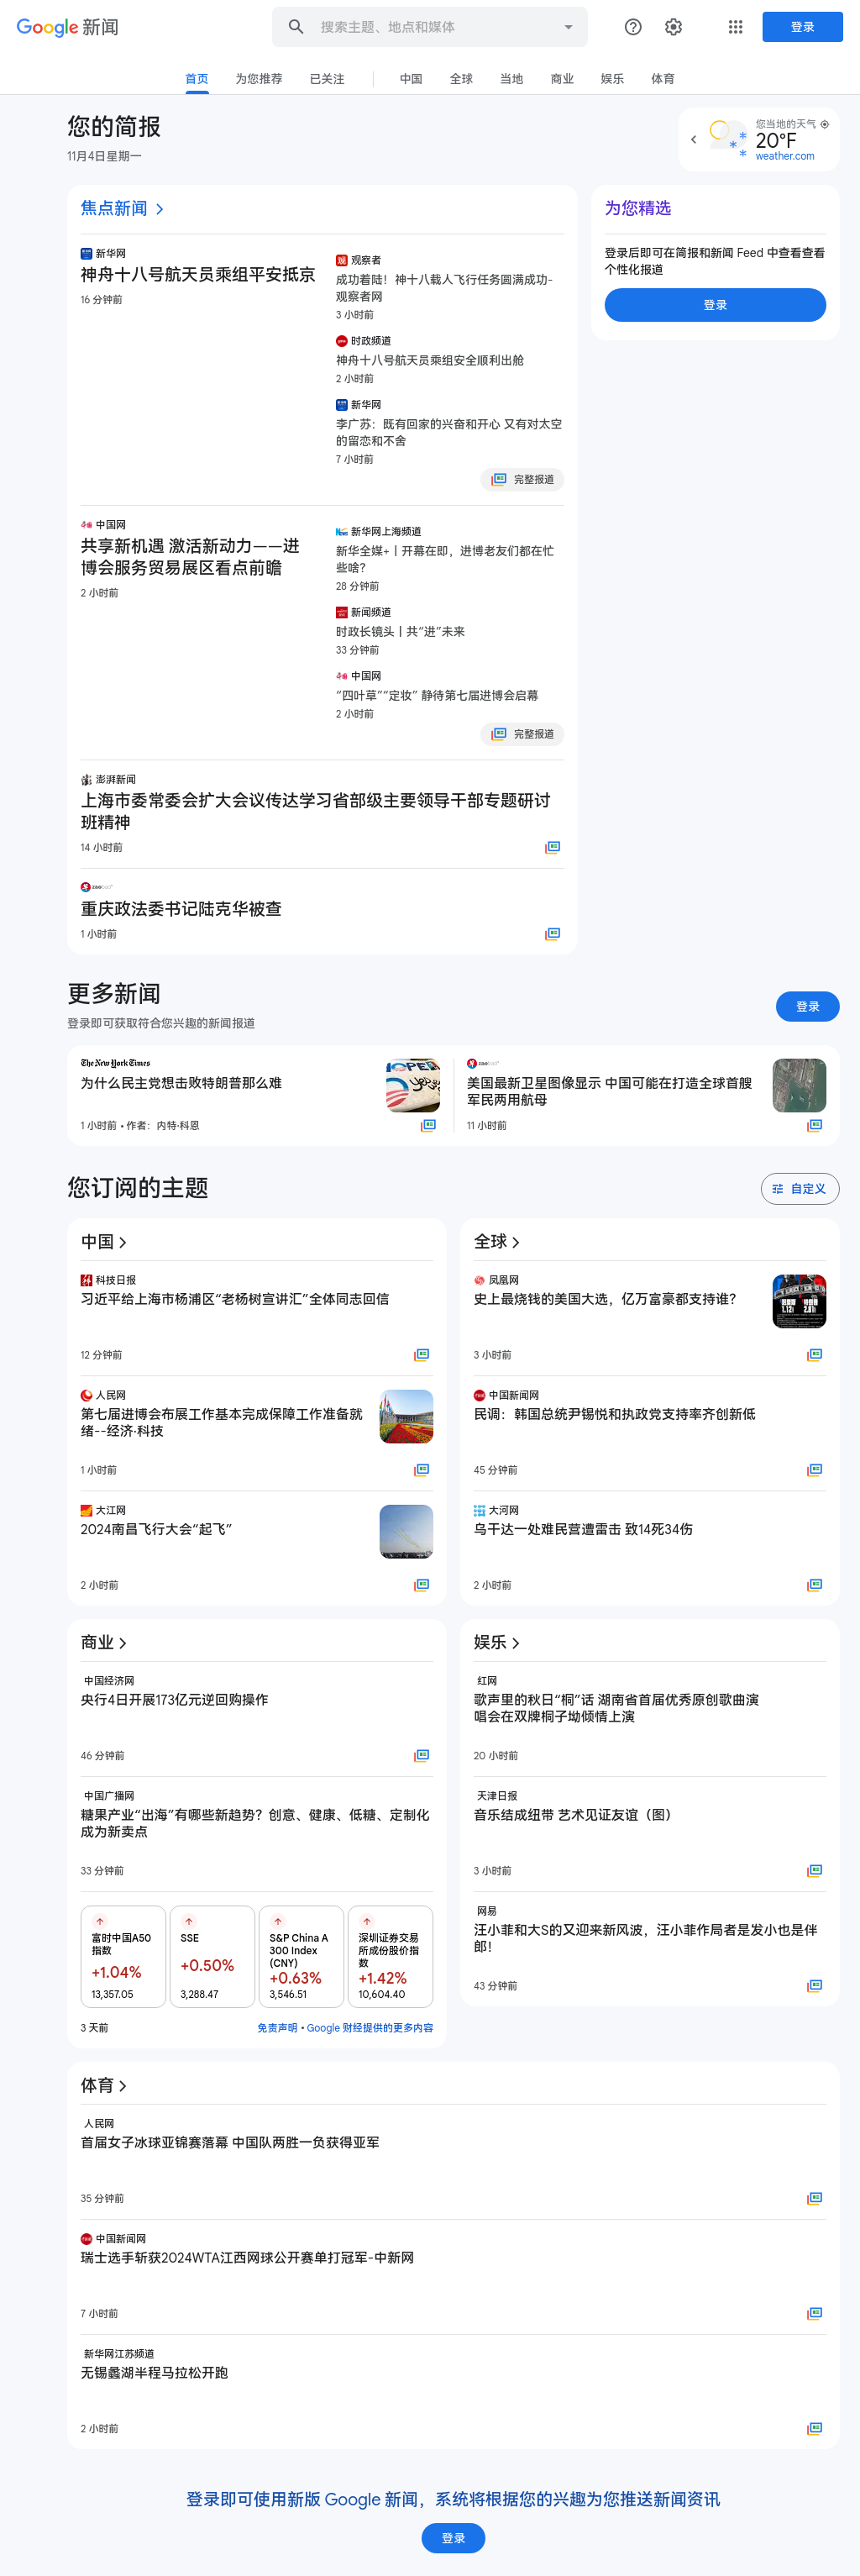 Google 新闻
搜索主题、地点和媒体
登录
首页
为您推荐
已关注
中国
全球
当地
商业
娱乐
体育
您的简报
11月4日星期一
您当地的天气
20°F
weather.com
焦点新闻
新华网
神舟十八号航天员乘组平安抵京
16 分钟前
观察者
成功着陆！神十八载人飞行任务圆满成功-
观察者网
3 小时前
时政频道
神舟十八号航天员乘组安全顺利出舱
2 小时前
新华网
李广苏：既有回家的兴奋和开心 又有对太空
的留恋和不舍
7 小时前
完整报道
中国网
共享新机遇 激活新动力——进
博会服务贸易展区看点前瞻
2 小时前
新华网上海频道
新华全媒+丨开幕在即，进博老友们都在忙
些啥？
28 分钟前
新闻频道
时政长镜头丨共“进”未来
33 分钟前
中国网
“四叶草”“定妆” 静待第七届进博会启幕
2 小时前
完整报道
澎湃新闻
上海市委常委会扩大会议传达学习省部级主要领导干部专题研讨
班精神
14 小时前
重庆政法委书记陆克华被查
1 小时前
为您精选
登录后即可在简报和新闻 Feed 中查看查看
个性化报道
登录
更多新闻
登录即可获取符合您兴趣的新闻报道
登录
The New York Times
为什么民主党想击败特朗普那么难
1 小时前 • 作者：内特·科恩
美国最新卫星图像显示 中国可能在打造全球首艘
军民两用航母
11 小时前
您订阅的主题
自定义
中国
科技日报
习近平给上海市杨浦区“老杨树宣讲汇”全体同志回信
12 分钟前
人民网
第七届进博会布展工作基本完成保障工作准备就
绪--经济·科技
1 小时前
大江网
2024南昌飞行大会“起飞”
2 小时前
全球
凤凰网
史上最烧钱的美国大选，亿万富豪都支持谁？
3 小时前
中国新闻网
民调：韩国总统尹锡悦和执政党支持率齐创新低
45 分钟前
大河网
乌干达一处难民营遭雷击 致14死34伤
2 小时前
商业
中国经济网
央行4日开展173亿元逆回购操作
46 分钟前
中国广播网
糖果产业“出海”有哪些新趋势？创意、健康、低糖、定制化
成为新卖点
33 分钟前
富时中国A50
指数
+1.04%
13,357.05
SSE
+0.50%
3,288.47
S&P China A
300 Index
(CNY)
+0.63%
3,546.51
深圳证券交易
所成份股价指
数
+1.42%
10,604.40
3 天前
免责声明 • Google 财经提供的更多内容
娱乐
红网
歌声里的秋日“桐”话 湖南省首届优秀原创歌曲演
唱会在双牌桐子坳倾情上演
20 小时前
天津日报
音乐结成纽带 艺术见证友谊（图）
3 小时前
网易
汪小菲和大S的又迎来新风波，汪小菲作局者是发小也是伴
郎！
43 分钟前
体育
人民网
首届女子冰球亚锦赛落幕 中国队两胜一负获得亚军
35 分钟前
中国新闻网
瑞士选手斩获2024WTA江西网球公开赛单打冠军-中新网
7 小时前
新华网江苏频道
无锡蠡湖半程马拉松开跑
2 小时前
登录即可使用新版 Google 新闻，系统将根据您的兴趣为您推送新闻资讯
登录